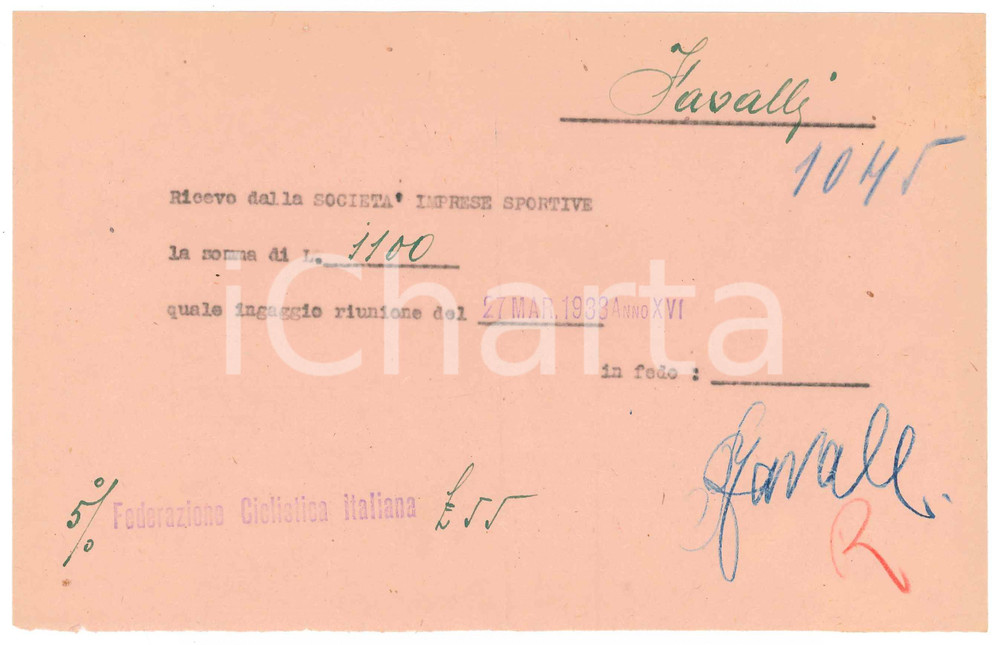 Favalli
1045
Ricevo dalla SOCIETA' IMPRESE SPORTIVE
la somma di L. 1100
quale ingaggio riunione del 27 MAR. 1938 ANNO XVI
iCharta
in fede :
Favalli
R
5% Federazione Ciclistica Italiana £ 55